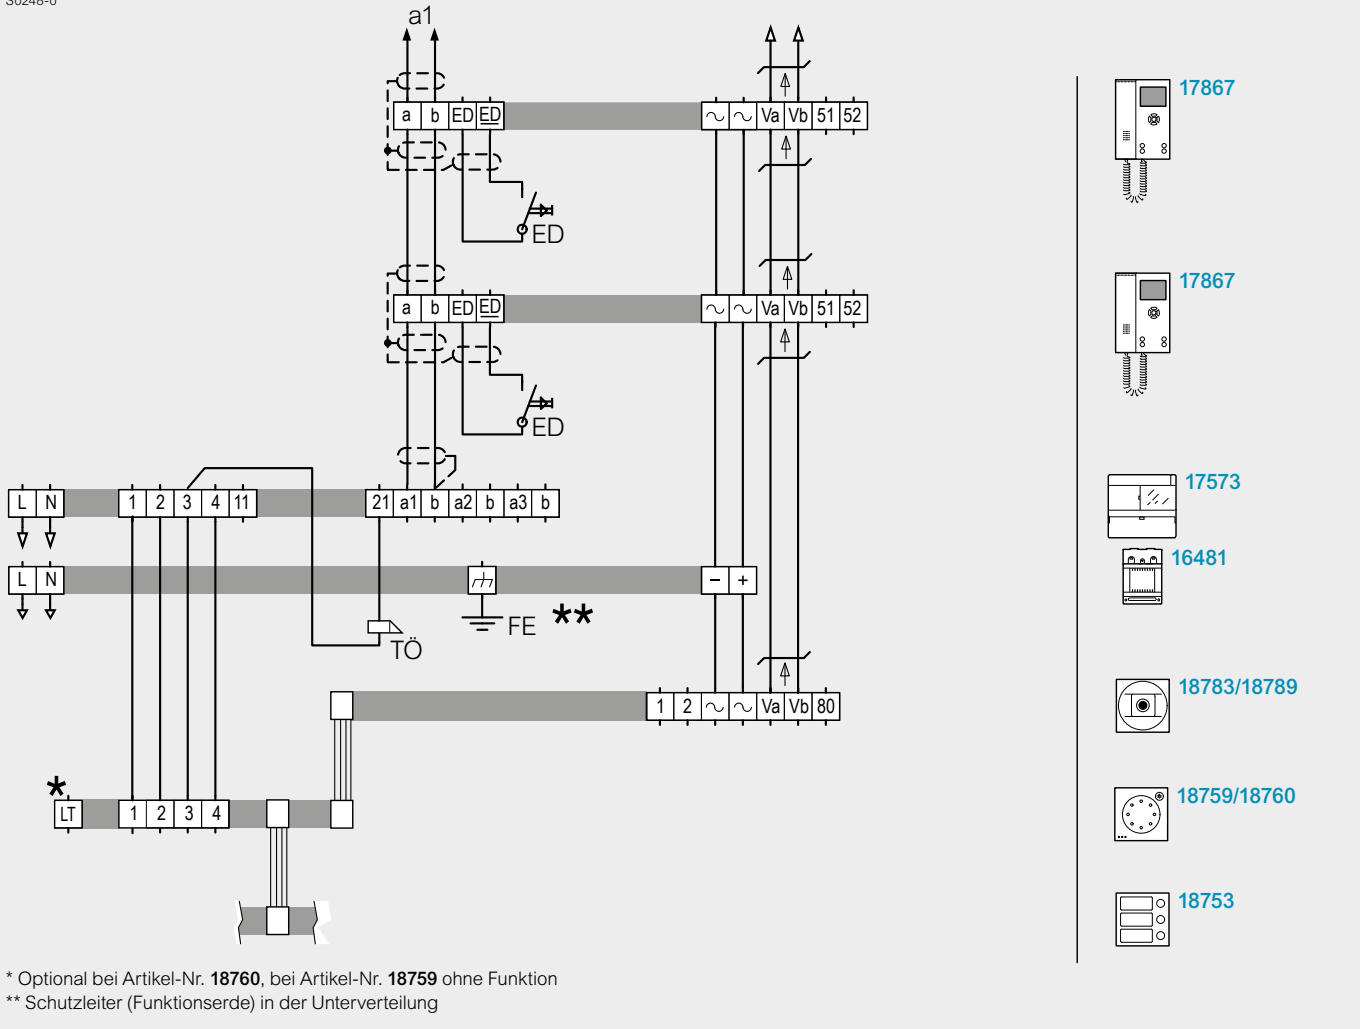 S0248-0
a1
a b ED ED ~ ~ Va Vb 51 52
17867
ED
a b ED ED ~ ~ Va Vb 51 52
17867
ED
L N 1 2 3 4 11 21 a1 b a2 b a3 b
17573
L N − +
16481
FE **
TÖ
1 2 ~ ~ Va Vb 80
18783/18789
*
LT 1 2 3 4
18759/18760
18753
* Optional bei Artikel-Nr. 18760, bei Artikel-Nr. 18759 ohne Funktion
** Schutzleiter (Funktionserde) in der Unterverteilung